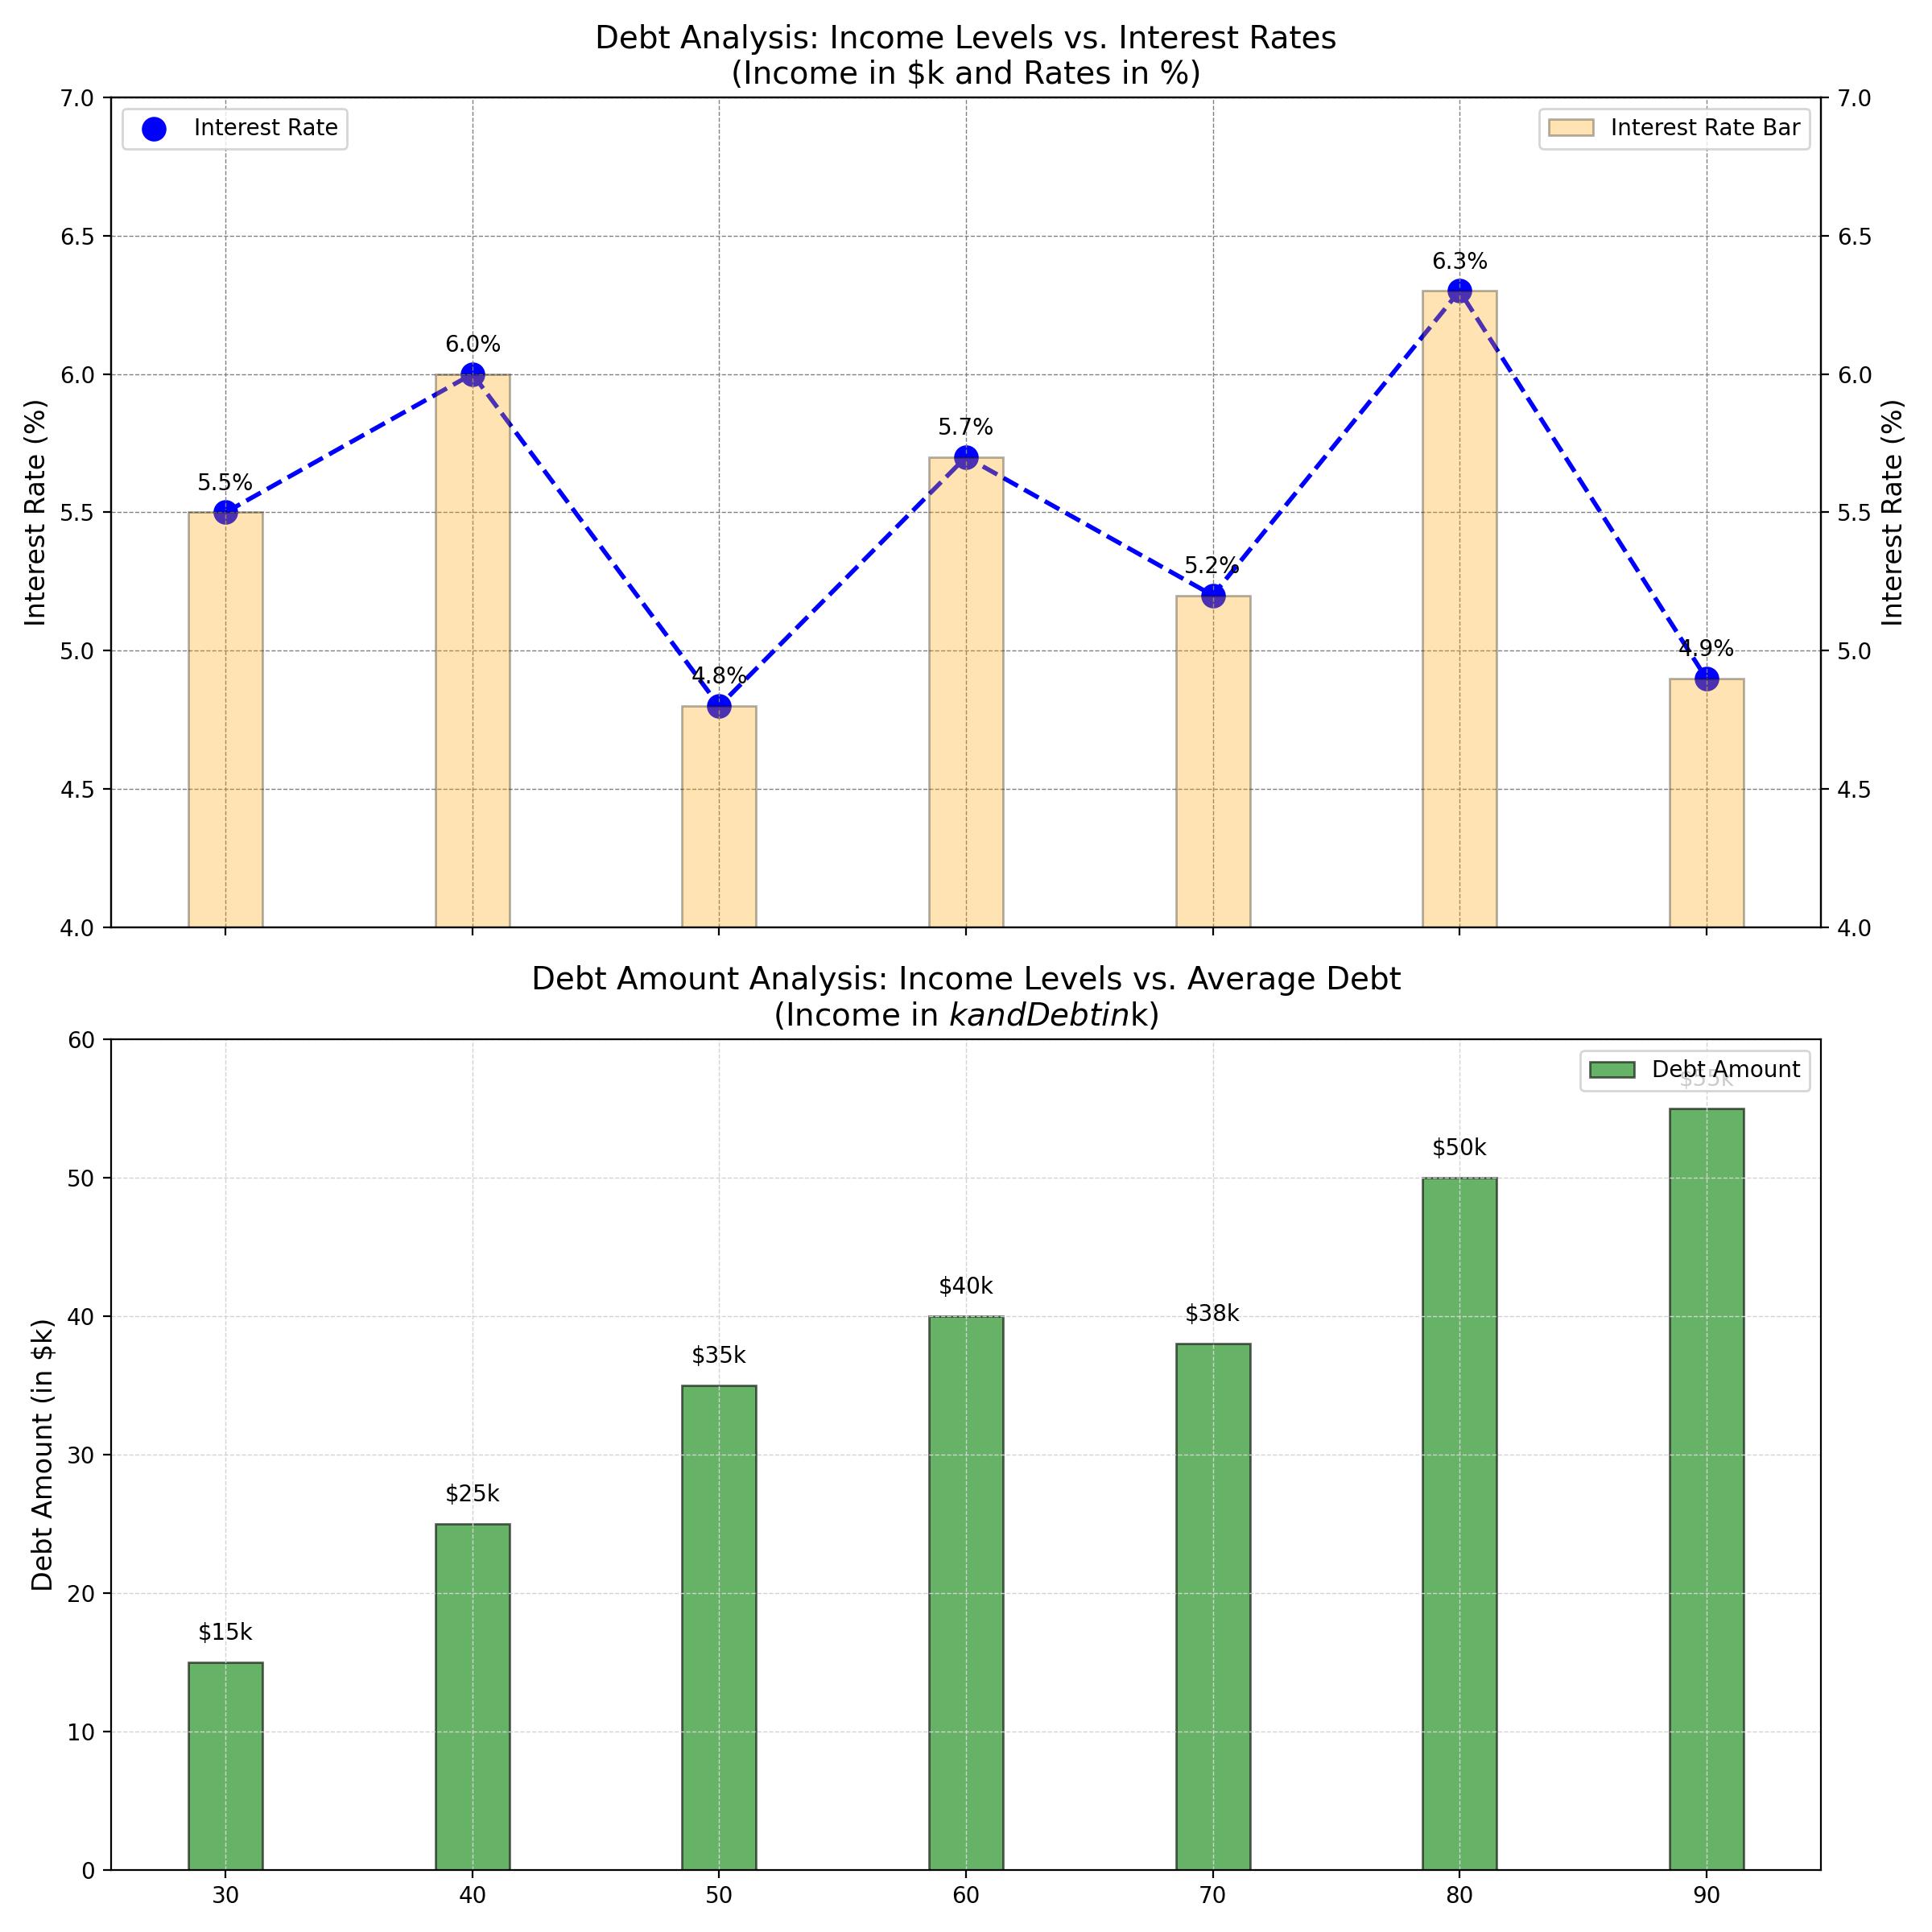 Debt Analysis: Income Levels vs. Interest Rates
(Income in $k and Rates in %)
7.0
6.5
6.0
5.5
5.0
4.5
4.0
Interest Rate (%)
Interest Rate
Interest Rate Bar
5.5%
6.0%
4.8%
5.7%
5.2%
6.3%
4.9%
7.0
6.5
6.0
5.5
5.0
4.5
4.0
Interest Rate (%)
Debt Amount Analysis: Income Levels vs. Average Debt
(Income in kandDebtink)
60
50
40
30
20
10
0
Debt Amount (in $k)
Debt Amount
$15k
$25k
$35k
$40k
$38k
$50k
$55k
30 40 50 60 70 80 90